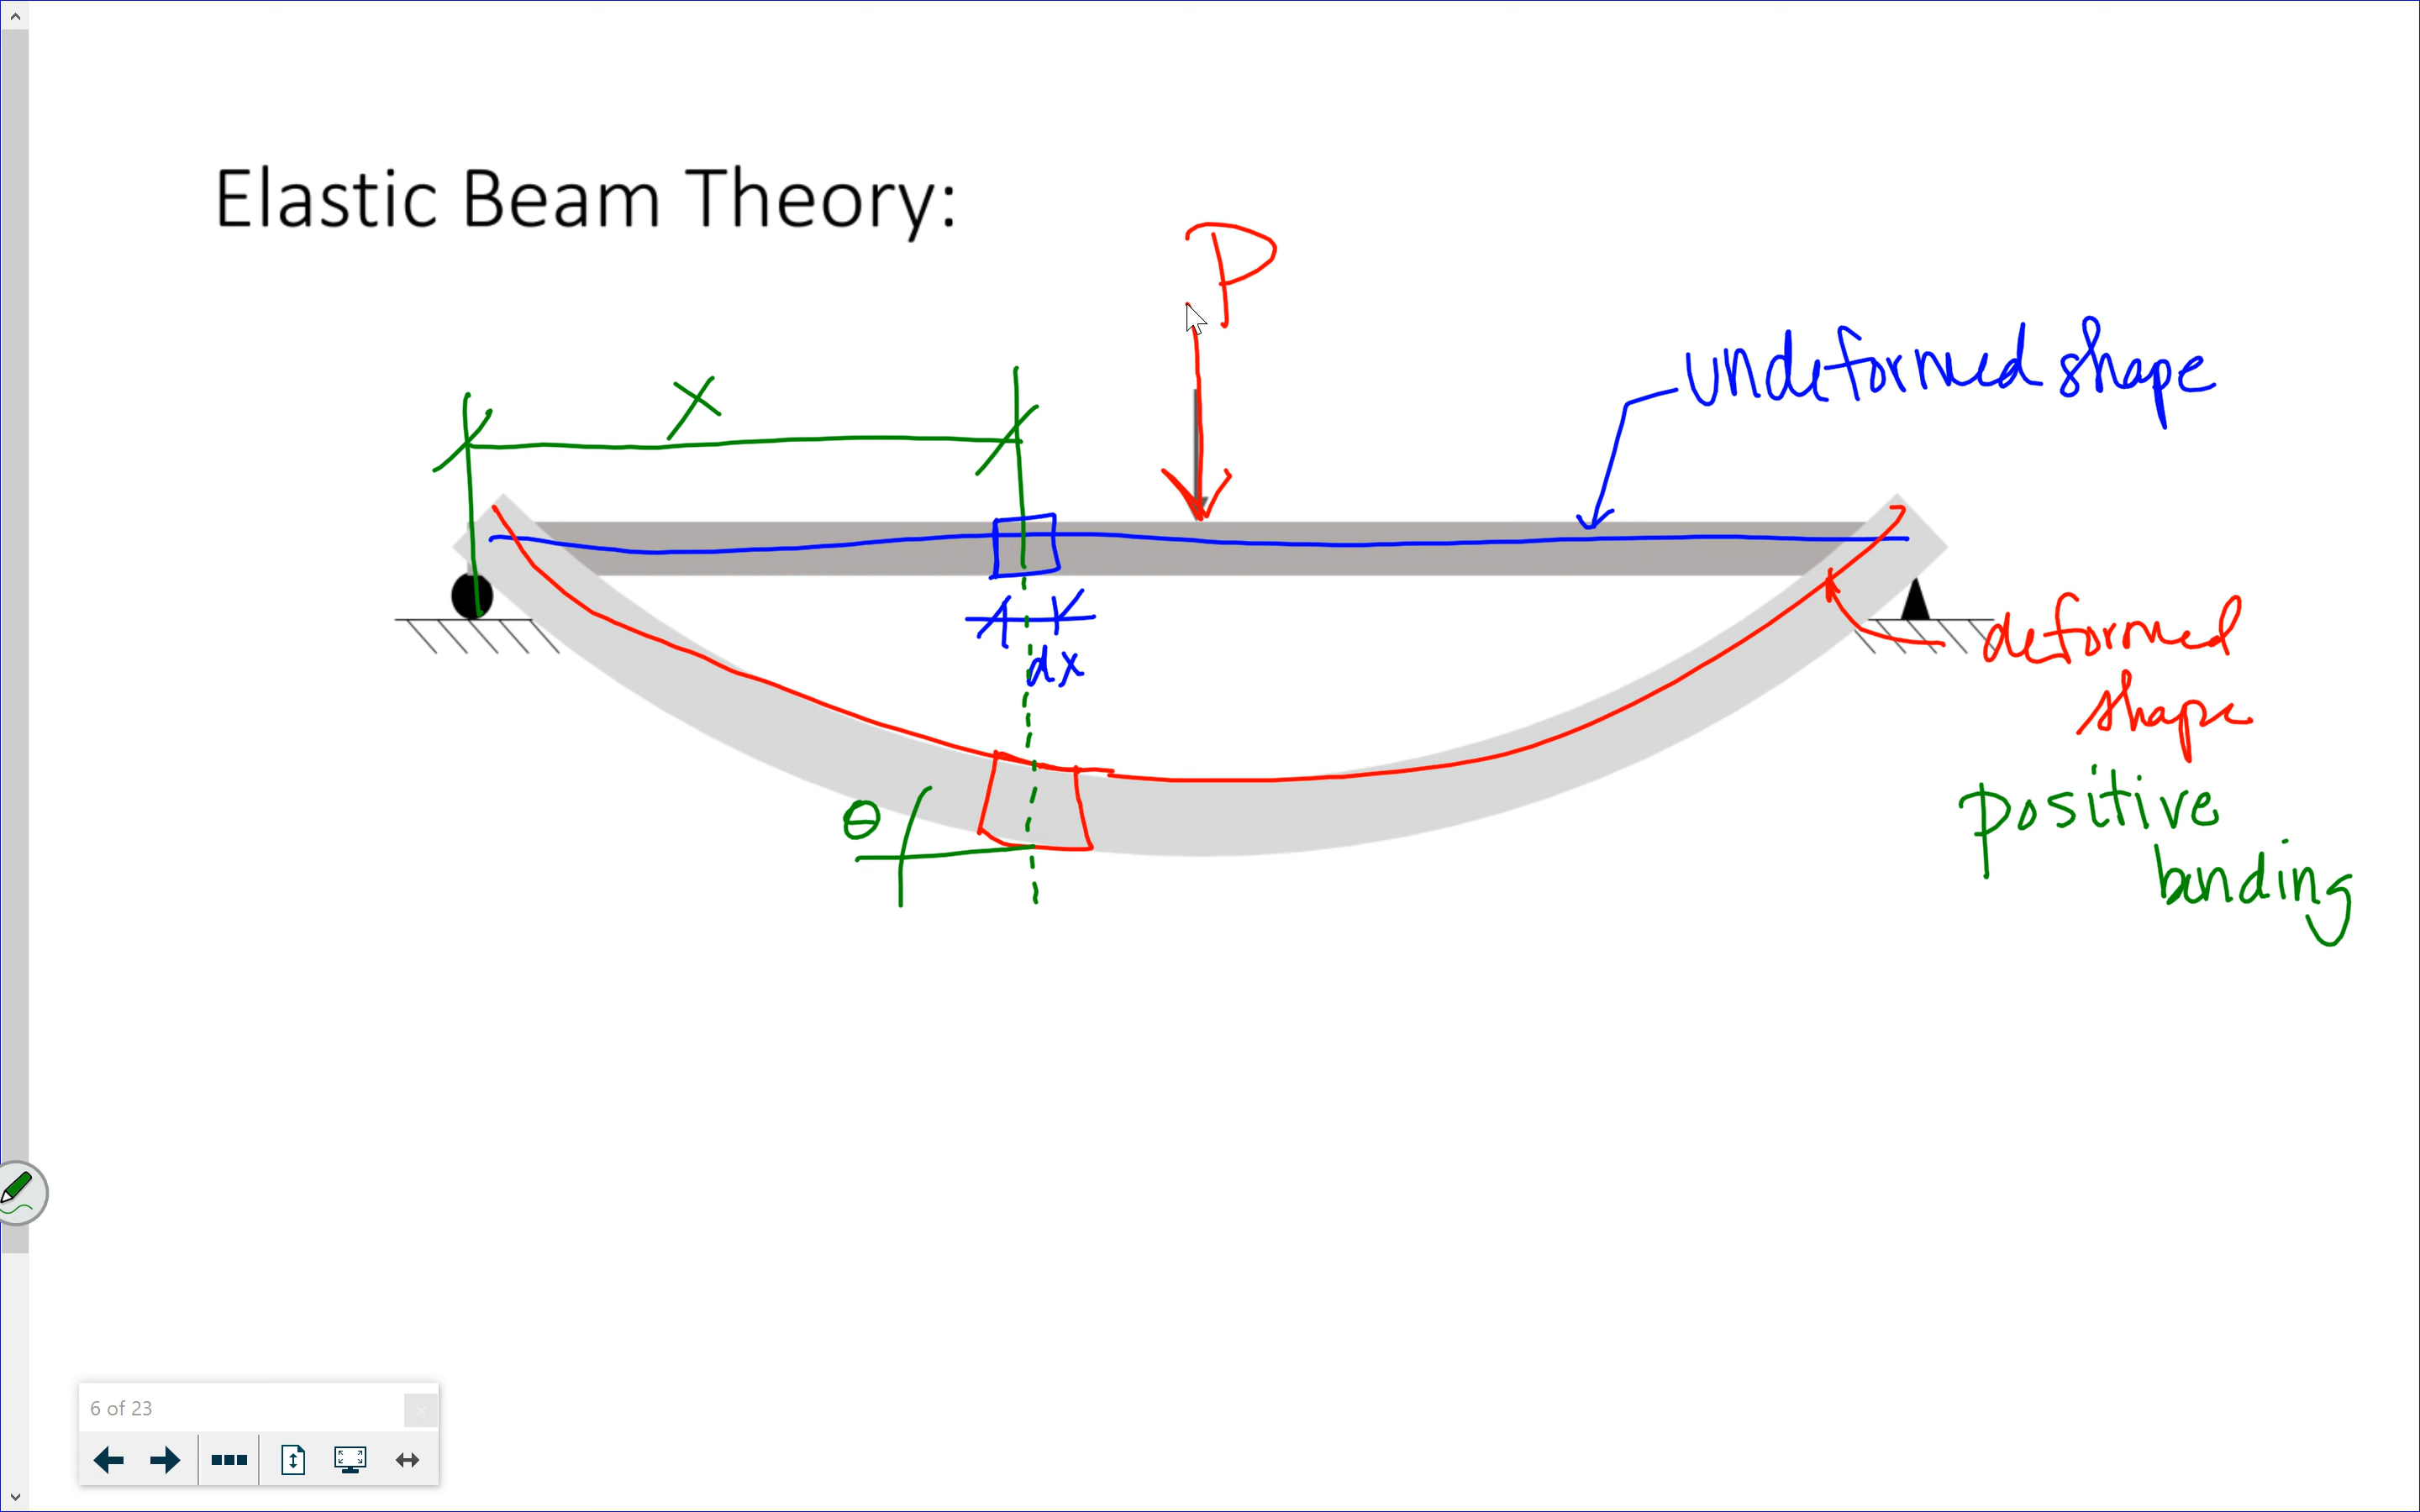 Elastic Beam Theory:
P
x
undeformed shape
dx
deformed
shape
θ
positive
bending
6 of 23